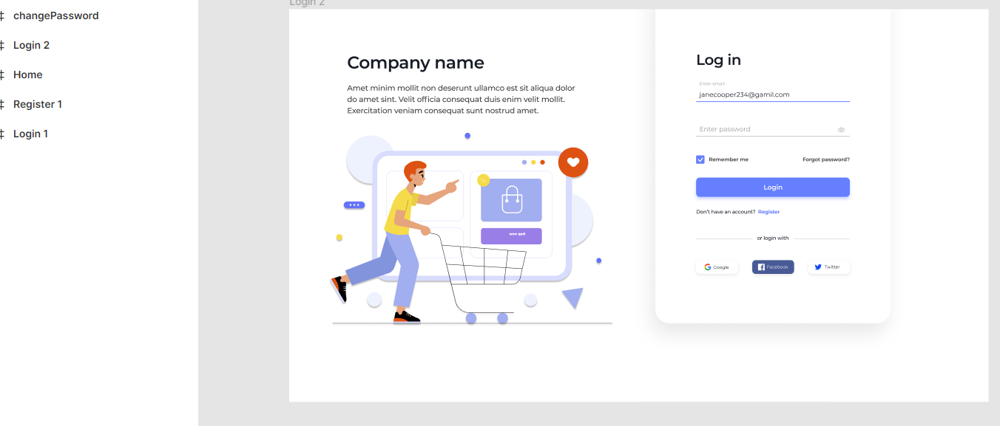 changePassword
Login 2
Home
Register 1
Login 1
Login 2
Company name
Amet minim mollit non deserunt ullamco est sit aliqua dolor
do amet sint. Velit officia consequat duis enim velit mollit.
Exercitation veniam consequat sunt nostrud amet.
Log in
Enter email
janecooper234@gamil.com
Enter password
Remember me
Forgot password?
Login
Don't have an account? Register
or login with
Google
Facebook
Twitter